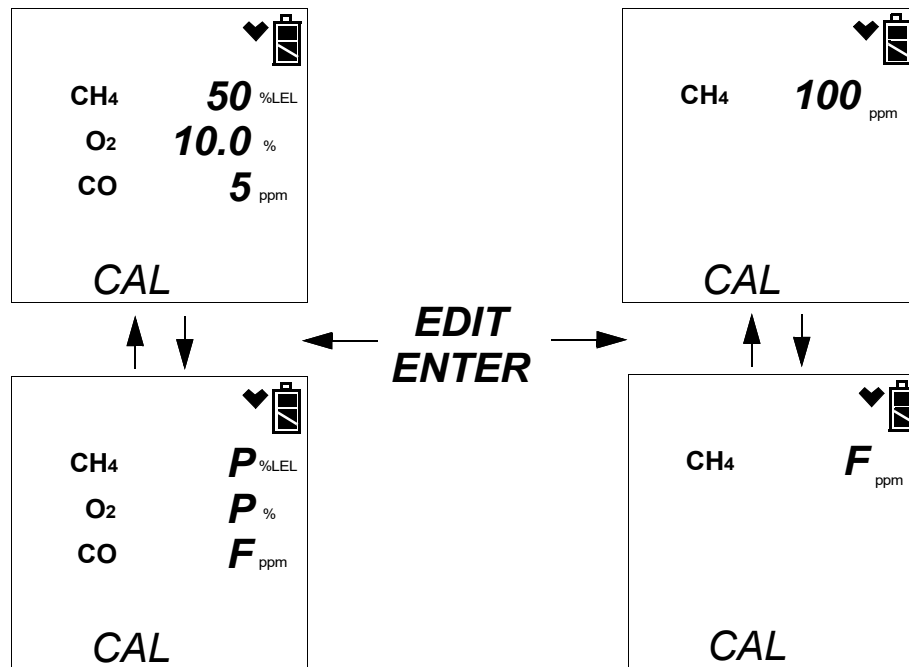 CH4 50 %LEL
O2 10.0 %
CO 5 ppm
CAL
CH4 100 ppm
CAL
EDIT
ENTER
CH4 P %LEL
O2 P %
CO F ppm
CAL
CH4 F ppm
CAL